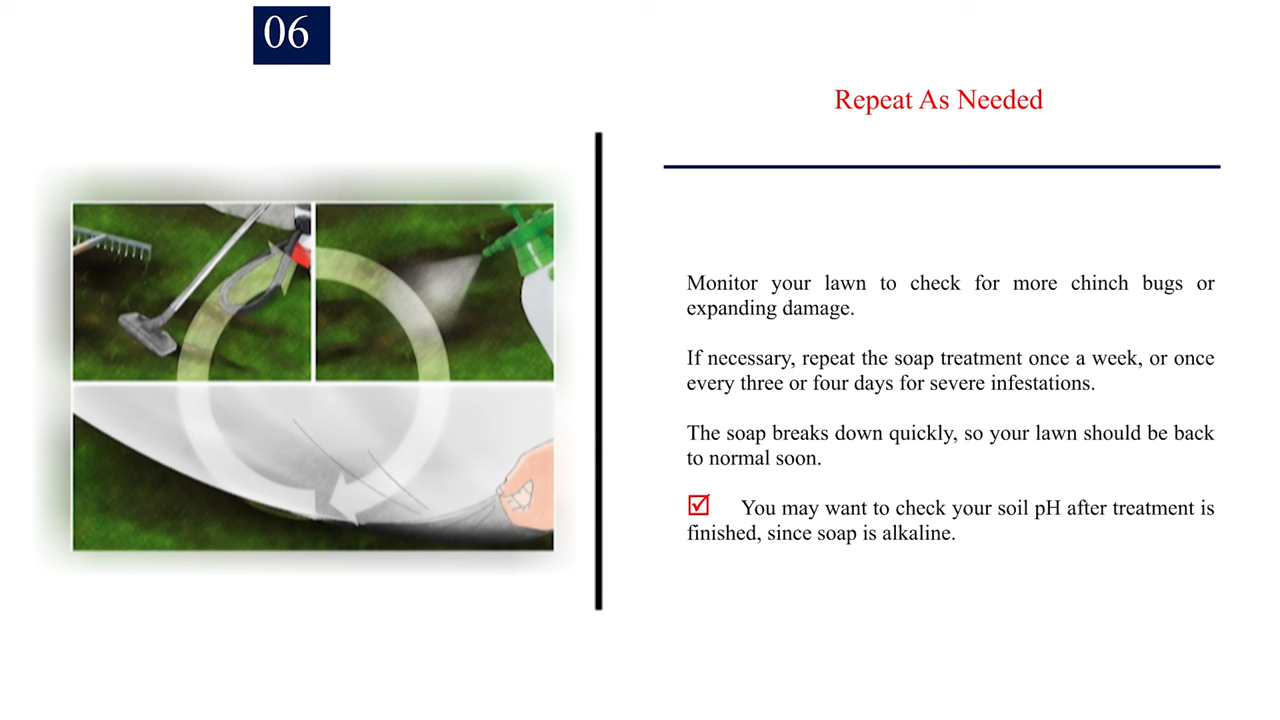 06
Repeat As Needed
Monitor your lawn to check for more chinch bugs or
expanding damage.
If necessary, repeat the soap treatment once a week, or once
every three or four days for severe infestations.
The soap breaks down quickly, so your lawn should be back
to normal soon.
☑ You may want to check your soil pH after treatment is
finished, since soap is alkaline.